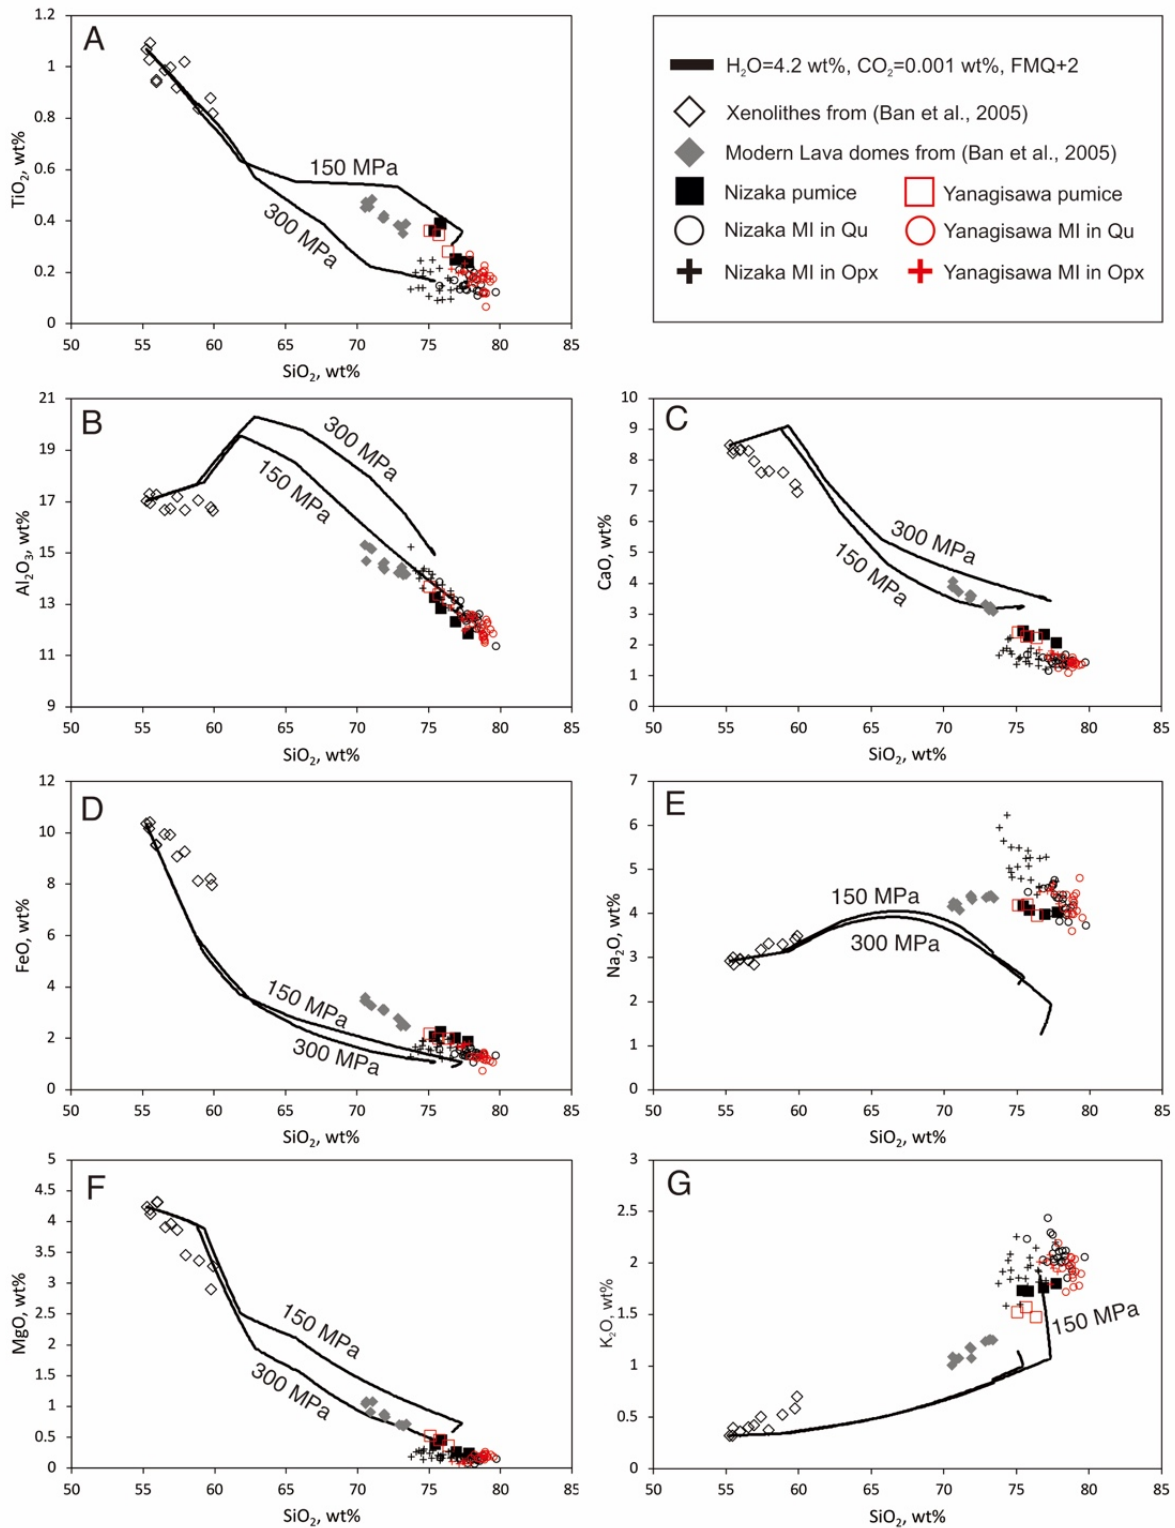 A
TiO₂, wt%
1.2
1
0.8
0.6
0.4
0.2
0
150 MPa
300 MPa
50 55 60 65 70 75 80 85
SiO₂, wt%
H₂O=4.2 wt%, CO₂=0.001 wt%, FMQ+2
Xenolithes from (Ban et al., 2005)
Modern Lava domes from (Ban et al., 2005)
Nizaka pumice Yanagisawa pumice
Nizaka MI in Qu Yanagisawa MI in Qu
Nizaka MI in Opx Yanagisawa MI in Opx
B
Al₂O₃, wt%
21
19
17
15
13
11
9
300 MPa
150 MPa
50 55 60 65 70 75 80 85
SiO₂, wt%
C
CaO, wt%
10
9
8
7
6
5
4
3
2
1
0
300 MPa
150 MPa
50 55 60 65 70 75 80 85
SiO₂, wt%
D
FeO, wt%
12
10
8
6
4
2
0
150 MPa
300 MPa
50 55 60 65 70 75 80 85
SiO₂, wt%
E
Na₂O, wt%
7
6
5
4
3
2
1
0
150 MPa
300 MPa
50 55 60 65 70 75 80 85
SiO₂, wt%
F
MgO, wt%
5
4.5
4
3.5
3
2.5
2
1.5
1
0.5
0
150 MPa
300 MPa
50 55 60 65 70 75 80 85
SiO₂, wt%
G
K₂O, wt%
3
2.5
2
1.5
1
0.5
0
150 MPa
50 55 60 65 70 75 80 85
SiO₂, wt%